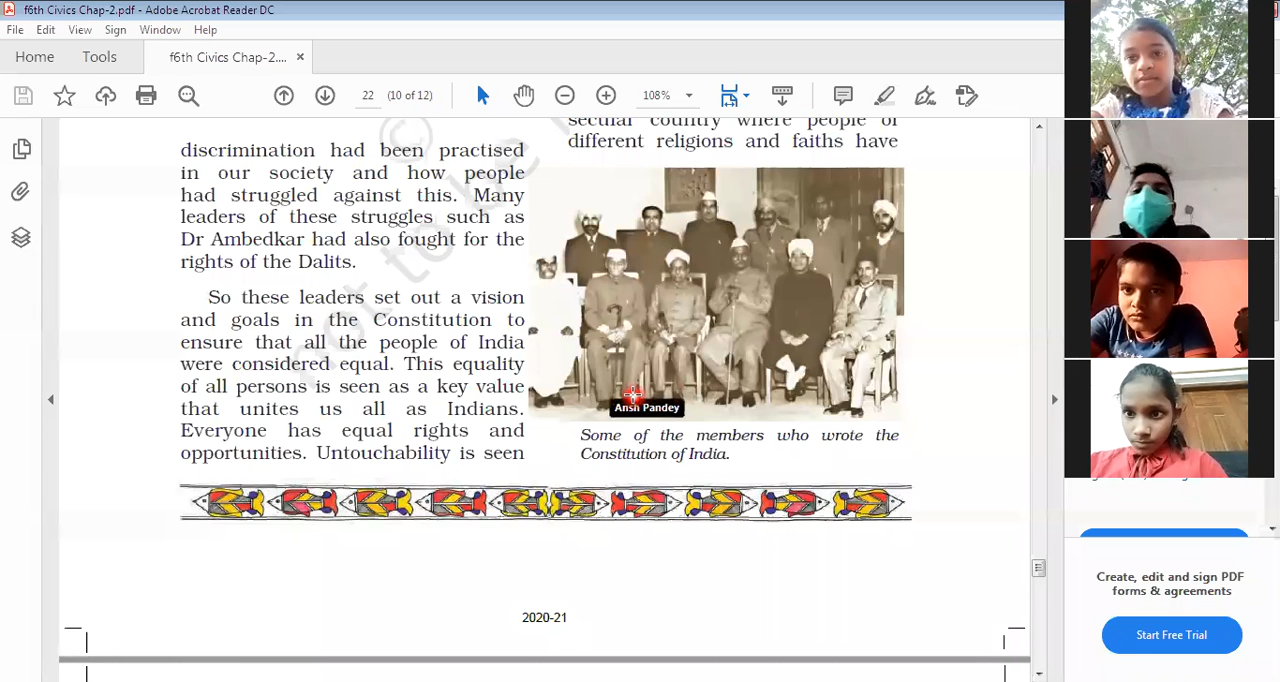 f6th Civics Chap-2.pdf - Adobe Acrobat Reader DC
File Edit View Sign Window Help
Home Tools f6th Civics Chap-2.... ×
22 (10 of 12) 108%
discrimination had been practised
in our society and how people
had struggled against this. Many
leaders of these struggles such as
Dr Ambedkar had also fought for the
rights of the Dalits.
So these leaders set out a vision
and goals in the Constitution to
ensure that all the people of India
were considered equal. This equality
of all persons is seen as a key value
that unites us all as Indians.
Everyone has equal rights and
opportunities. Untouchability is seen
secular country where people of
different religions and faiths have
Ansh Pandey
Some of the members who wrote the
Constitution of India.
©
not to be
2020-21
Create, edit and sign PDF
forms & agreements
Start Free Trial